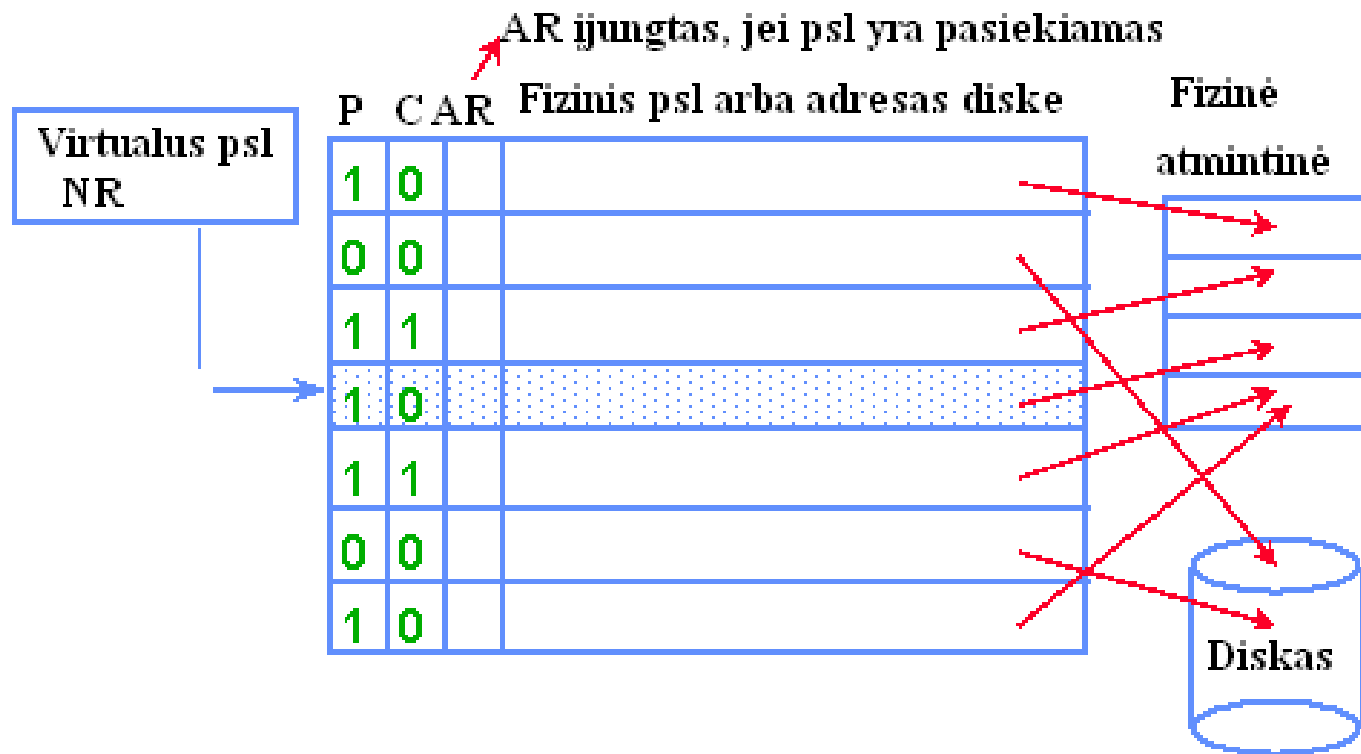 AR ijungtas, jei psl yra pasiekiamas
P C AR Fizinis psl arba adresas diske
Fizinė
atmintinė
Virtualus psl
NR
1 0
0 0
1 1
1 0
1 1
0 0
1 0
Diskas